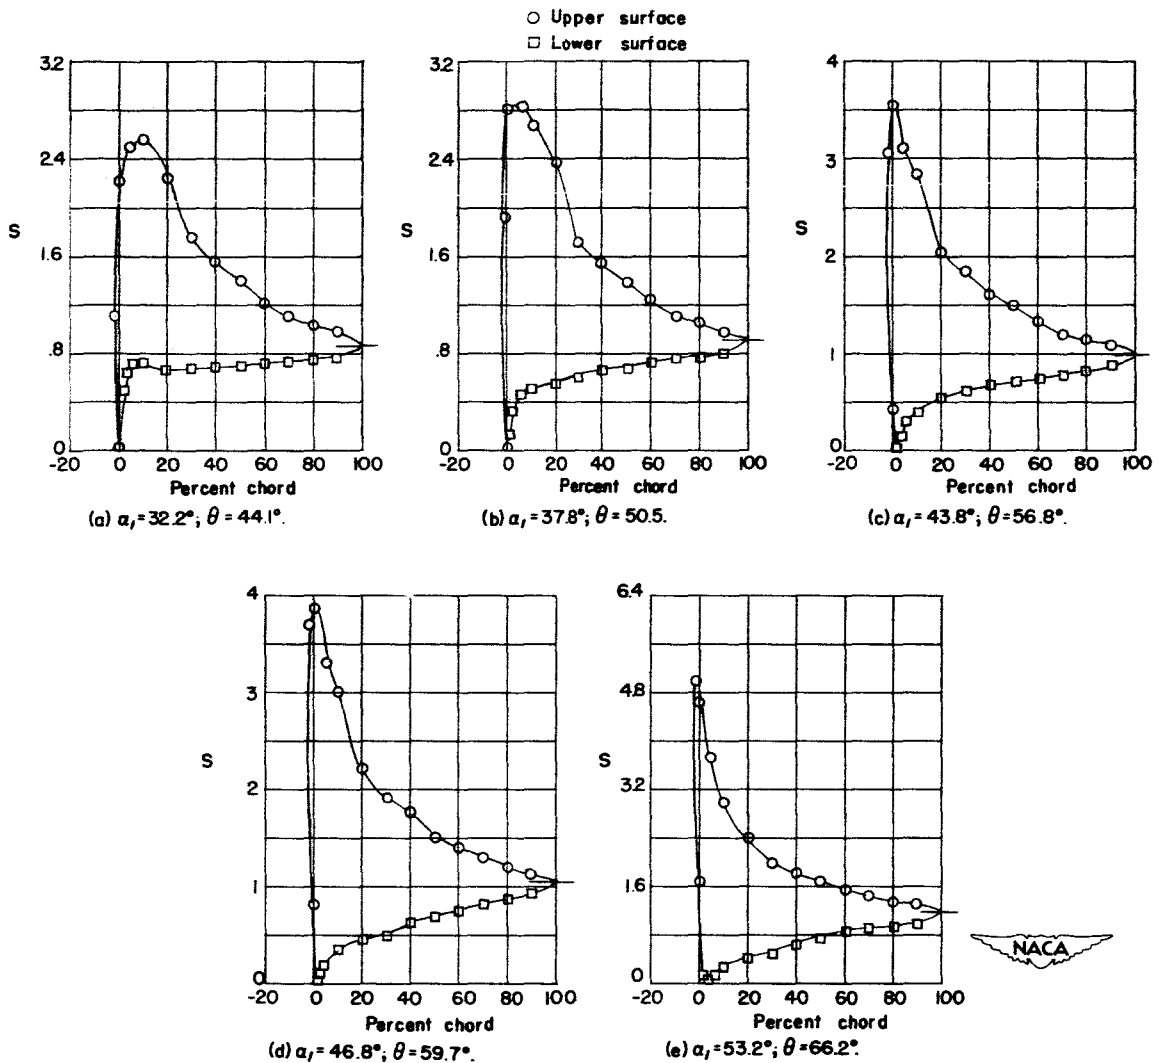 ○ Upper surface
□ Lower surface
3.2
2.4
S
1.6
.8
0
-20 0 20 40 60 80 100
Percent chord
(a) α₁=32.2°; θ=44.1°.
3.2
2.4
S
1.6
.8
0
-20 0 20 40 60 80 100
Percent chord
(b) α₁=37.8°; θ=50.5.
4
3
S
2
1
0
-20 0 20 40 60 80 100
Percent chord
(c) α₁=43.8°; θ=56.8°.
4
3
S
2
1
0
-20 0 20 40 60 80 100
Percent chord
(d) α₁=46.8°; θ=59.7°.
6.4
4.8
S
3.2
1.6
0
-20 0 20 40 60 80 100
Percent chord
(e) α₁=53.2°; θ=66.2°.
NACA